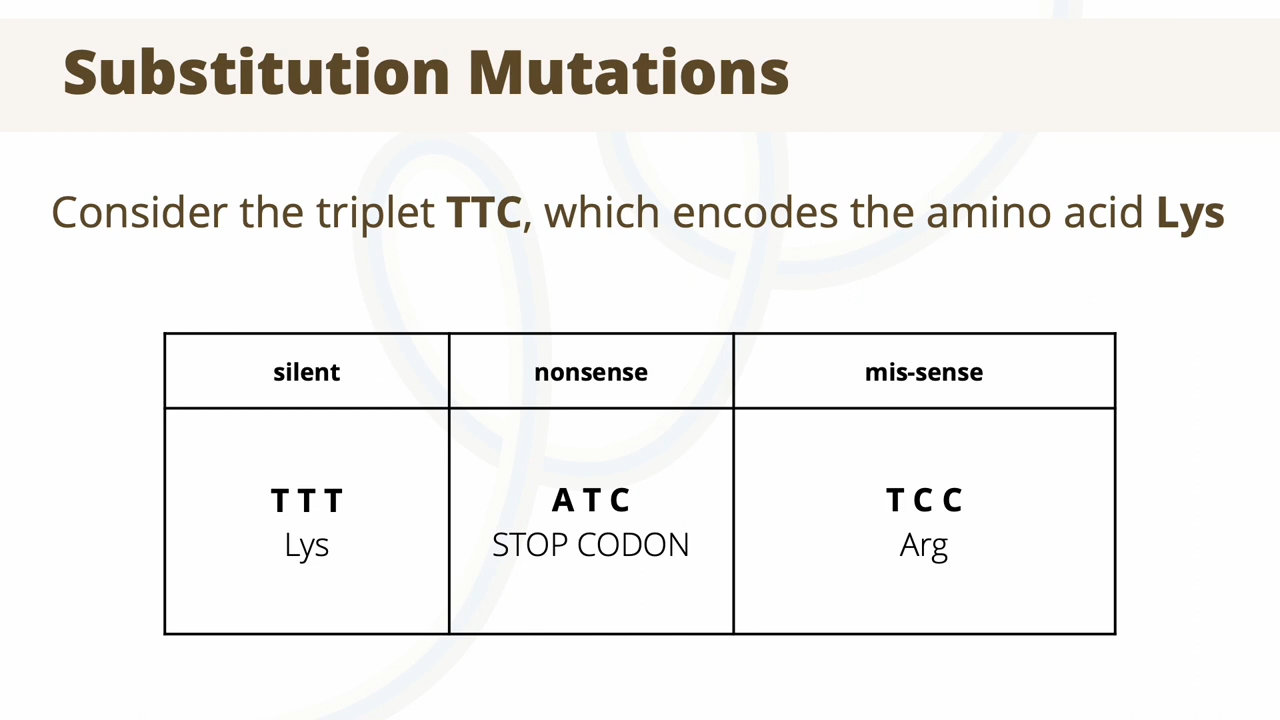 Substitution Mutations
Consider the triplet TTC, which encodes the amino acid Lys
silent nonsense mis-sense
T T T A T C T C C
Lys STOP CODON Arg